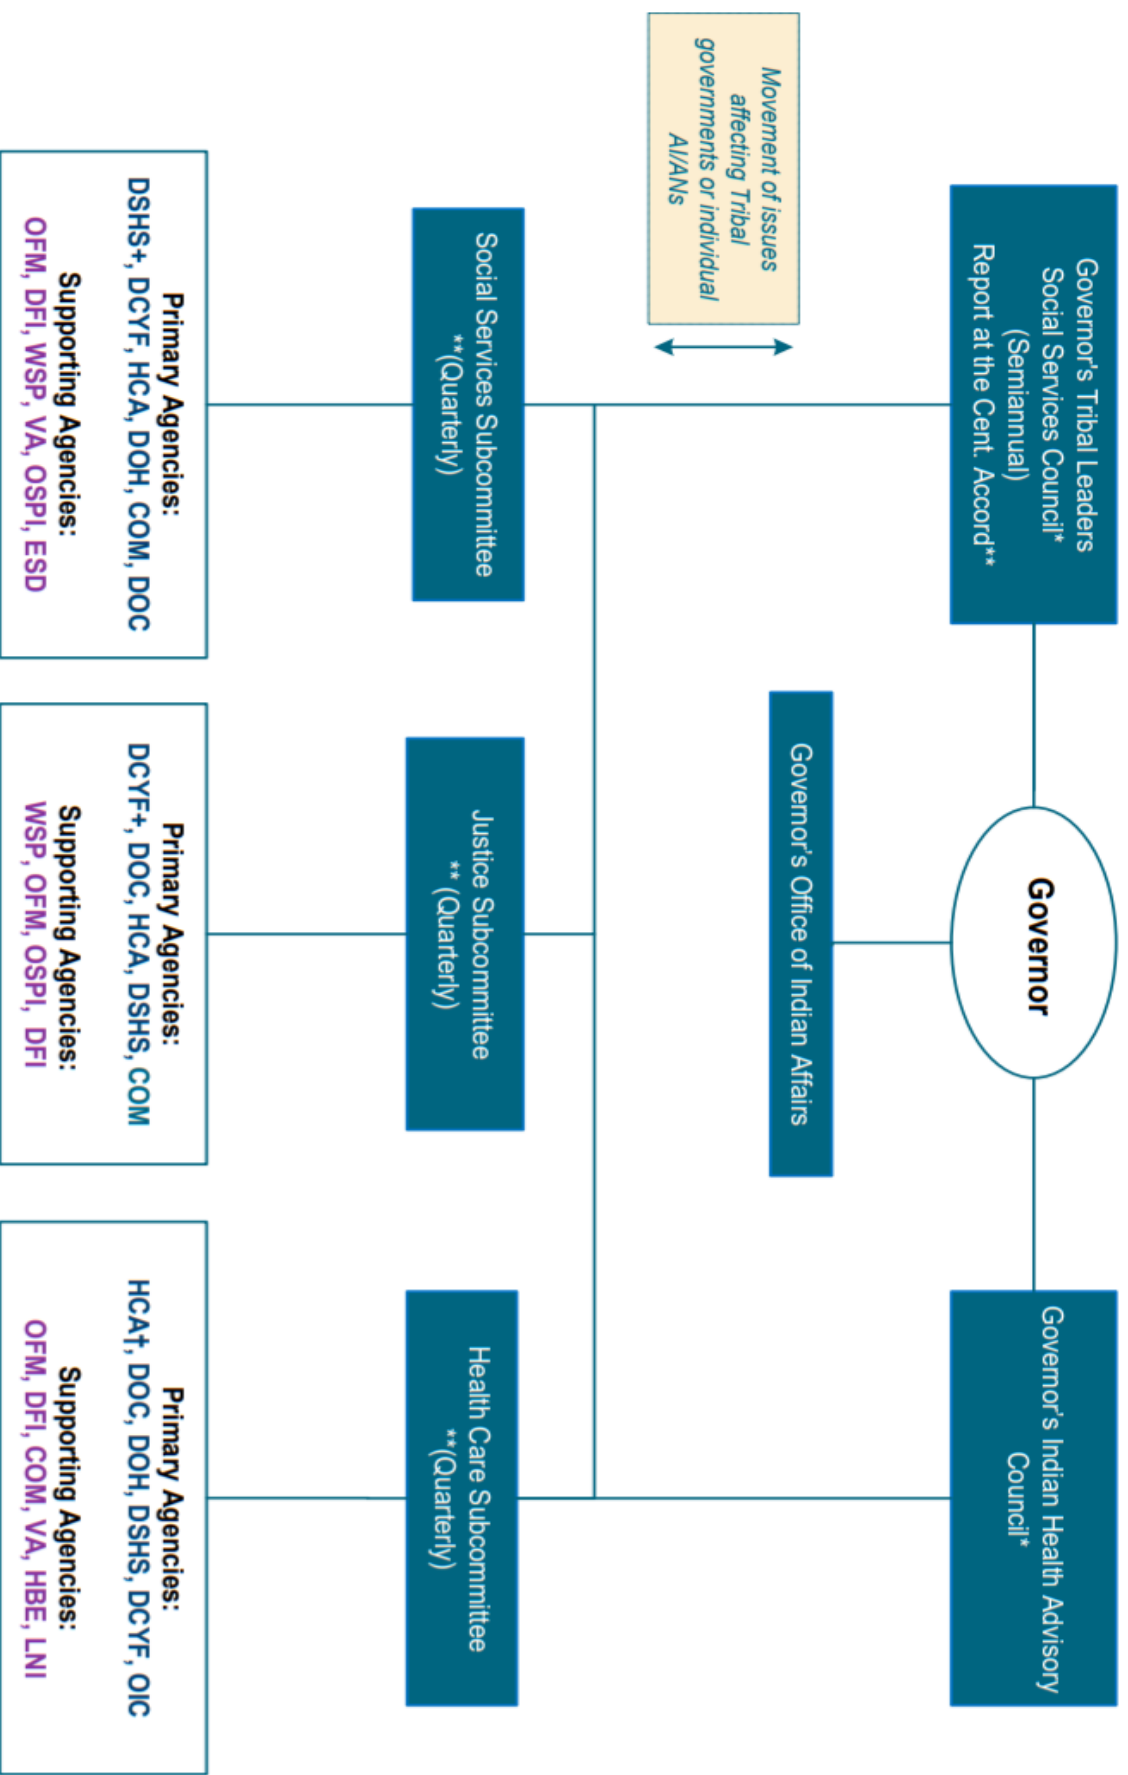 Governor's Tribal Leaders
Social Services Council*
(Semiannual)
Report at the Cent. Accord**
Governor
Governor's Indian Health Advisory
Council*
Governor's Office of Indian Affairs
Movement of issues
affecting Tribal
governments or individual
AI/ANs
Social Services Subcommittee
**(Quarterly)
Justice Subcommittee
** (Quarterly)
Health Care Subcommittee
**(Quarterly)
Primary Agencies:
DSHS+, DCYF, HCA, DOH, COM, DOC
Supporting Agencies:
OFM, DFI, WSP, VA, OSPI, ESD
Primary Agencies:
DCYF+, DOC, HCA, DSHS, COM
Supporting Agencies:
WSP, OFM, OSPI, DFI
Primary Agencies:
HCA†, DOC, DOH, DSHS, DCYF, OIC
Supporting Agencies:
OFM, DFI, COM, VA, HBE, LNI